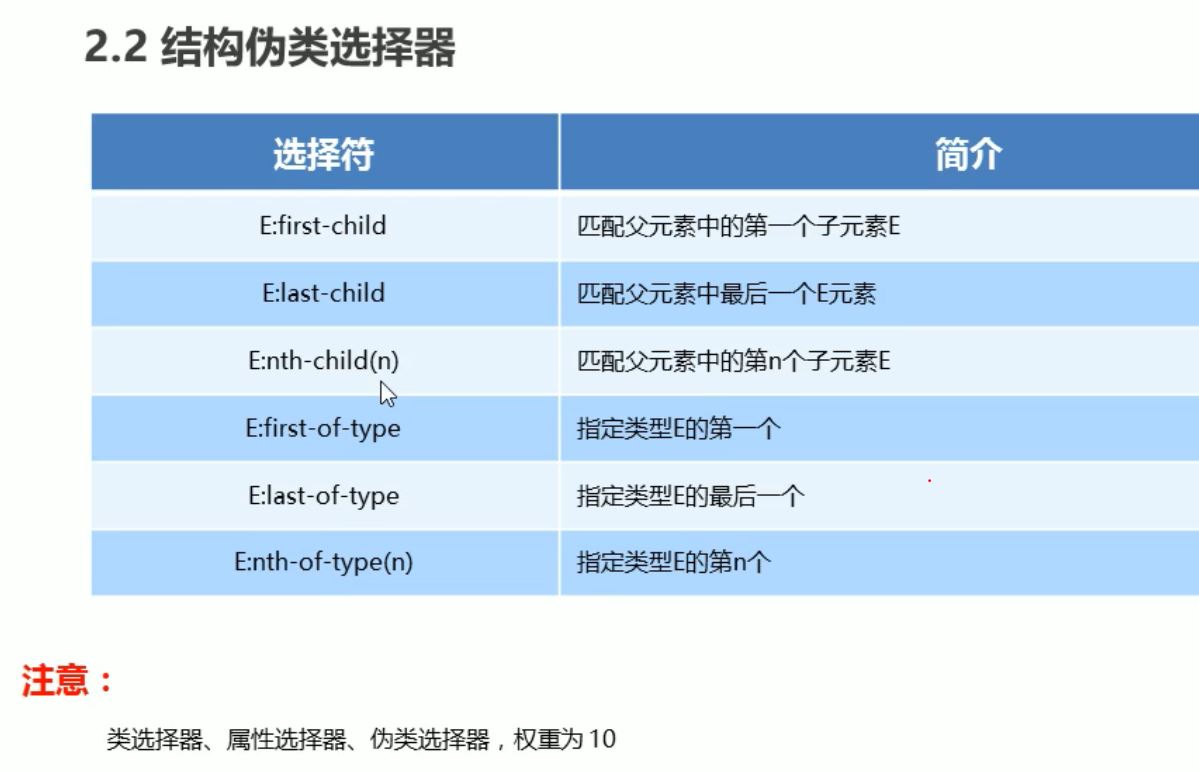 2.2 结构伪类选择器
选择符 简介
E:first-child 匹配父元素中的第一个子元素E
E:last-child 匹配父元素中最后一个E元素
E:nth-child(n) 匹配父元素中的第n个子元素E
E:first-of-type 指定类型E的第一个
E:last-of-type 指定类型E的最后一个
E:nth-of-type(n) 指定类型E的第n个
注意：
类选择器、属性选择器、伪类选择器，权重为 10